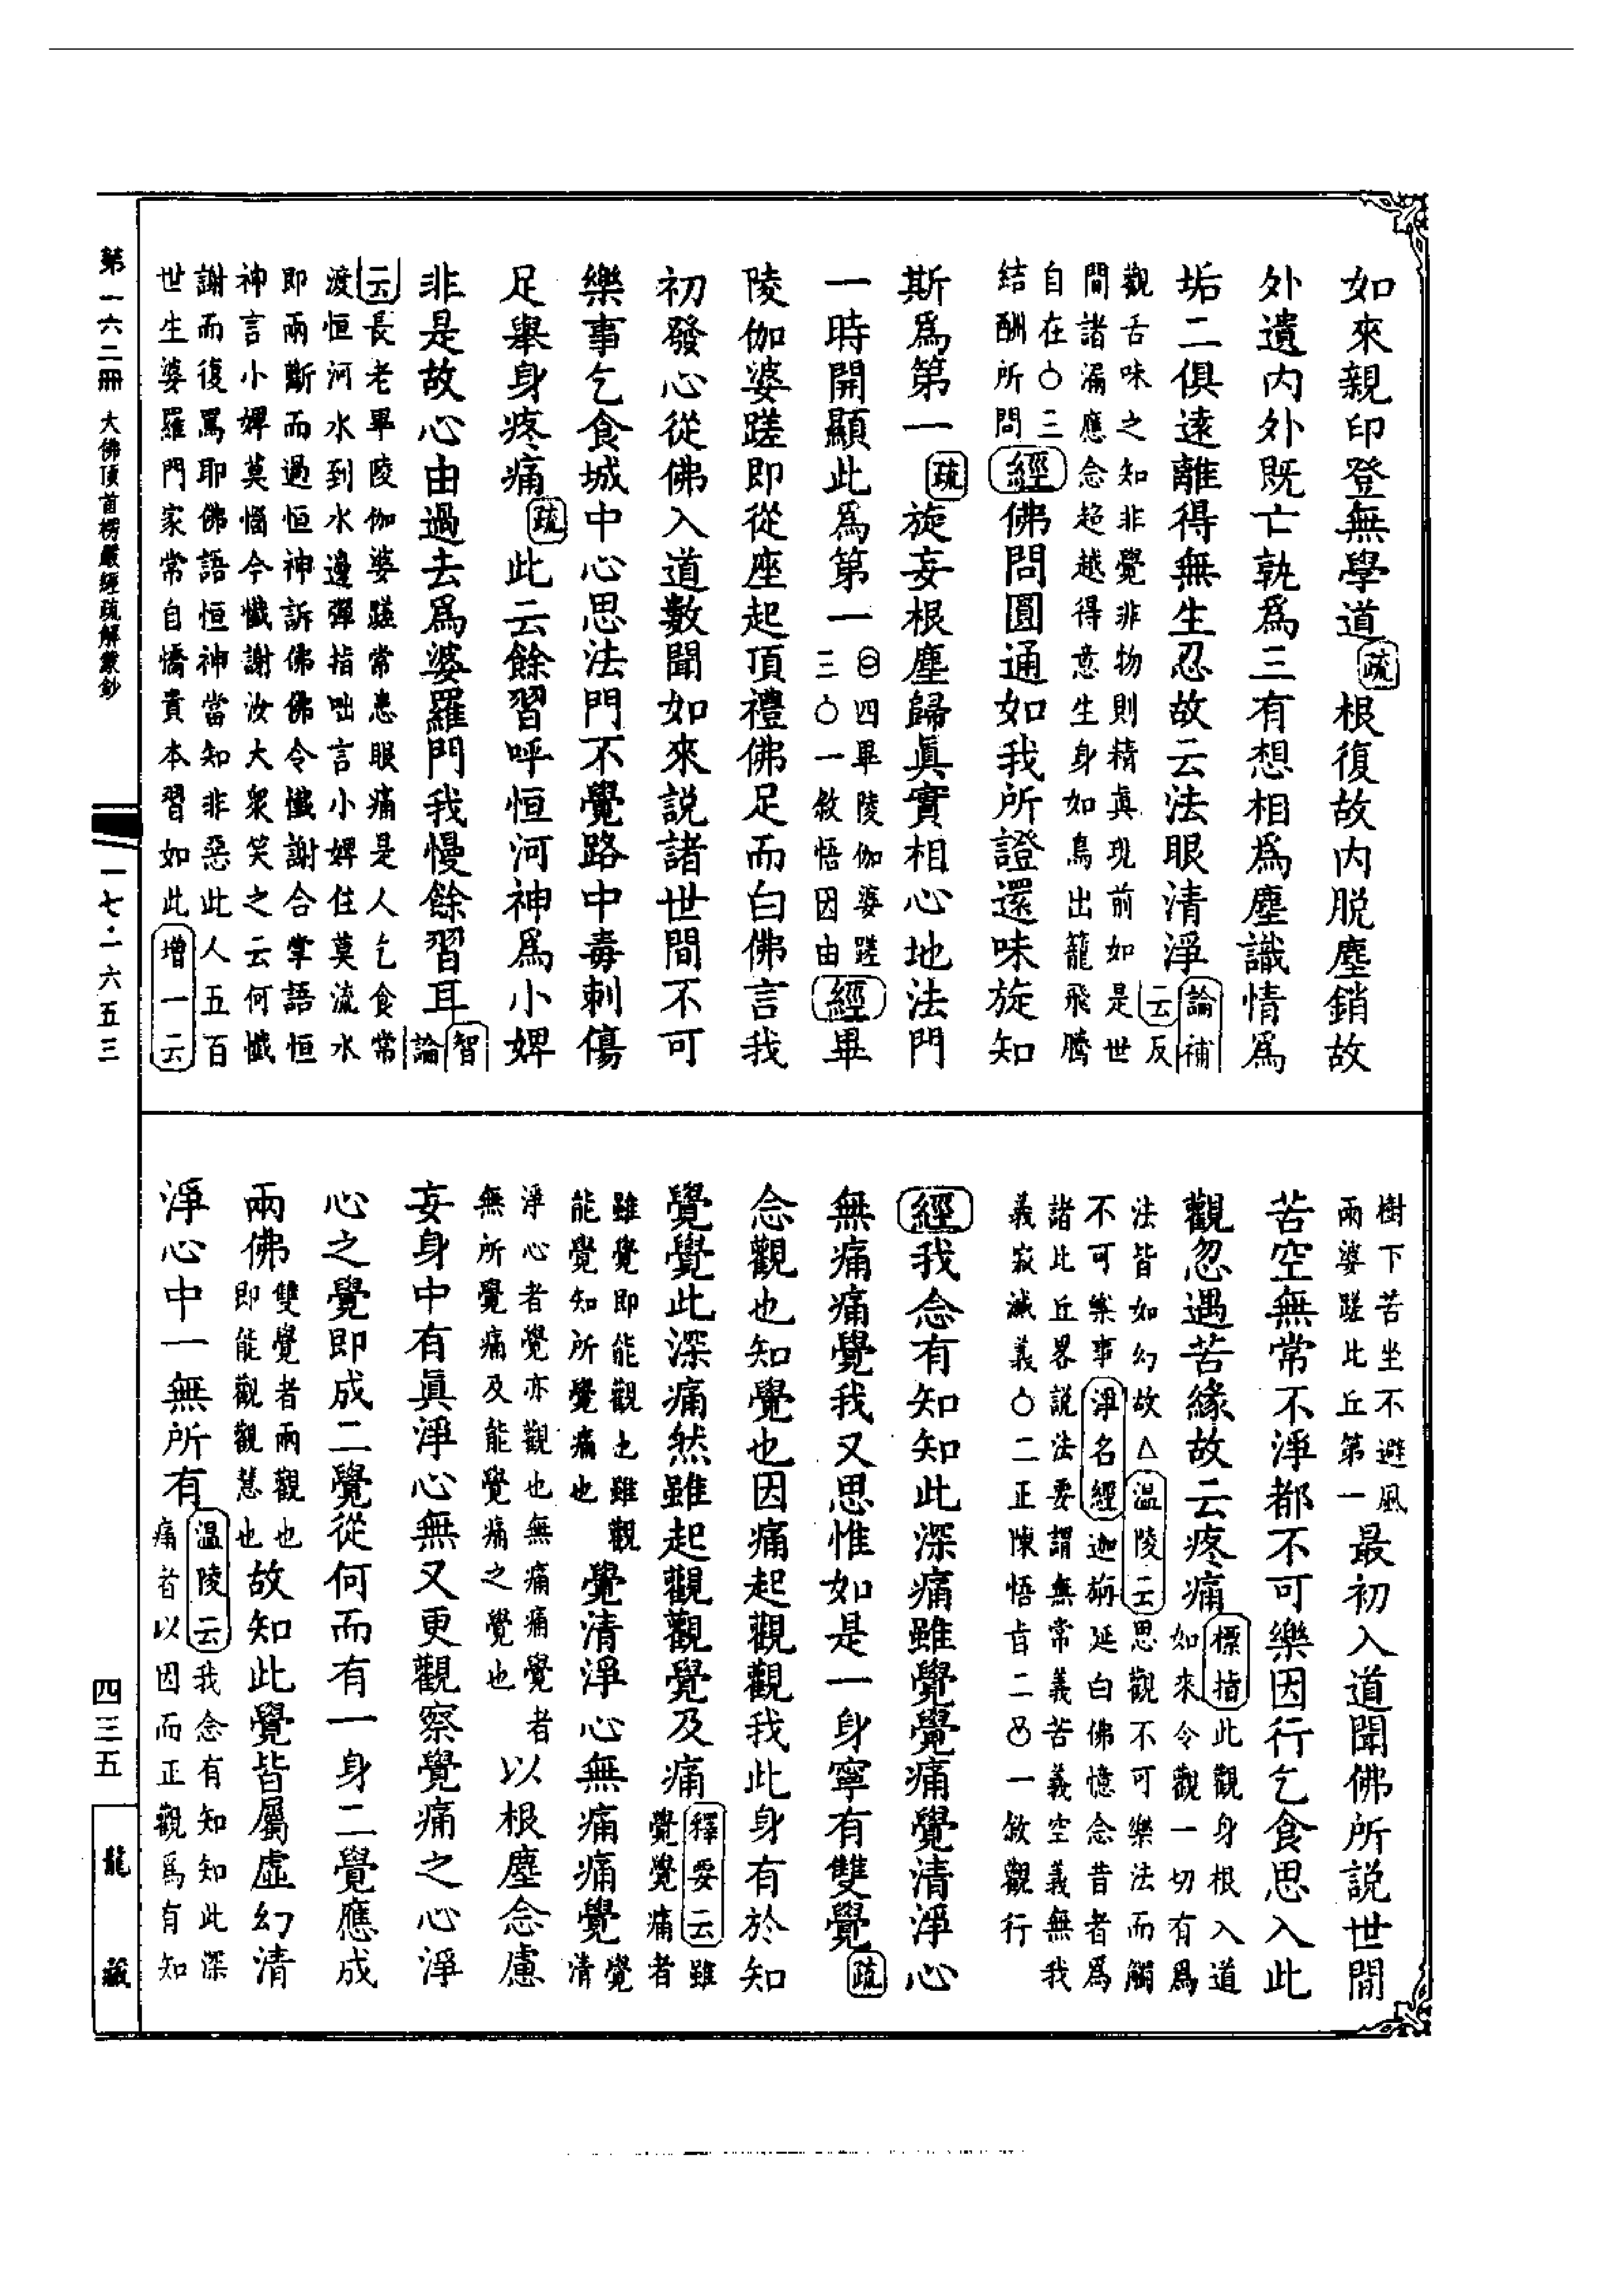 如來親印登無學道疏根復故內脫塵銷故
外遺內外既亡孰為三有想相為塵識情為
垢二俱遠離得無生忍故云法眼清淨論補
云反觀舌味之知非覺非物則精真現前如是世
間諸漏應念超越得意生身如鳥出籠飛騰
自在○三
結酬所問經佛問圓通如我所證還味旋知
斯為第一疏旋妄根塵歸真實相心地法門
一時開顯此為第一㊀四畢陵伽婆蹉
三○一敘悟因由經畢
陵伽婆蹉即從座起頂禮佛足而白佛言我
初發心從佛入道數聞如來說諸世間不可
樂事乞食城中心思法門不覺路中毒刺傷
足舉身疼痛疏此云餘習呼恒河神為小婢
非是故心由過去為婆羅門我慢餘習耳智論
云長老畢陵伽婆蹉常患眼痛是人乞食常
渡恒河水到水邊彈指咄言小婢住莫流水
即兩斷而過恒神訴佛佛令懺謝合掌語恒
神言小婢莫惱今懺謝汝大衆笑之云何懺
謝而復罵耶佛語恒神當知非惡此人五百
世生婆羅門家常自憍貴本習如此增一云
第一六二冊 大佛頂首楞嚴經疏解蒙鈔
一七·一六五三
樹下苦坐不避風
雨婆蹉比丘第一最初入道聞佛所說世間
苦空無常不淨都不可樂因行乞食思入此
觀忽遇苦緣故云疼痛標指此觀身根入道
如來令觀一切有為
法皆如幻故△溫陵云思觀不可樂法而觸
不可樂事淨名經迦旃延白佛憶念昔者為
諸比丘畧說法要謂無常義苦義空義無我
義寂滅義○二正陳悟旨二㊁一敘觀行
經我念有知知此深痛雖覺覺痛覺清淨心
無痛痛覺我又思惟如是一身寧有雙覺疏
念觀也知覺也因痛起觀觀我此身有於知
覺覺此深痛然雖起觀觀覺及痛釋要云雖
覺覺痛者
雖覺即能觀也雖觀
能覺知所覺痛也覺清淨心無痛痛覺覺清
淨心者覺亦觀也無痛痛覺者
無所覺痛及能覺痛之覺也以根塵念慮
妄身中有真淨心無又更觀察覺痛之心淨
心之覺即成二覺從何而有一身二覺應成
兩佛雙覺者兩觀也
即能觀觀慧也故知此覺皆屬虛幻清
淨心中一無所有溫陵云我念有知知此深
痛者以因而正觀為有知
四三五
龍藏